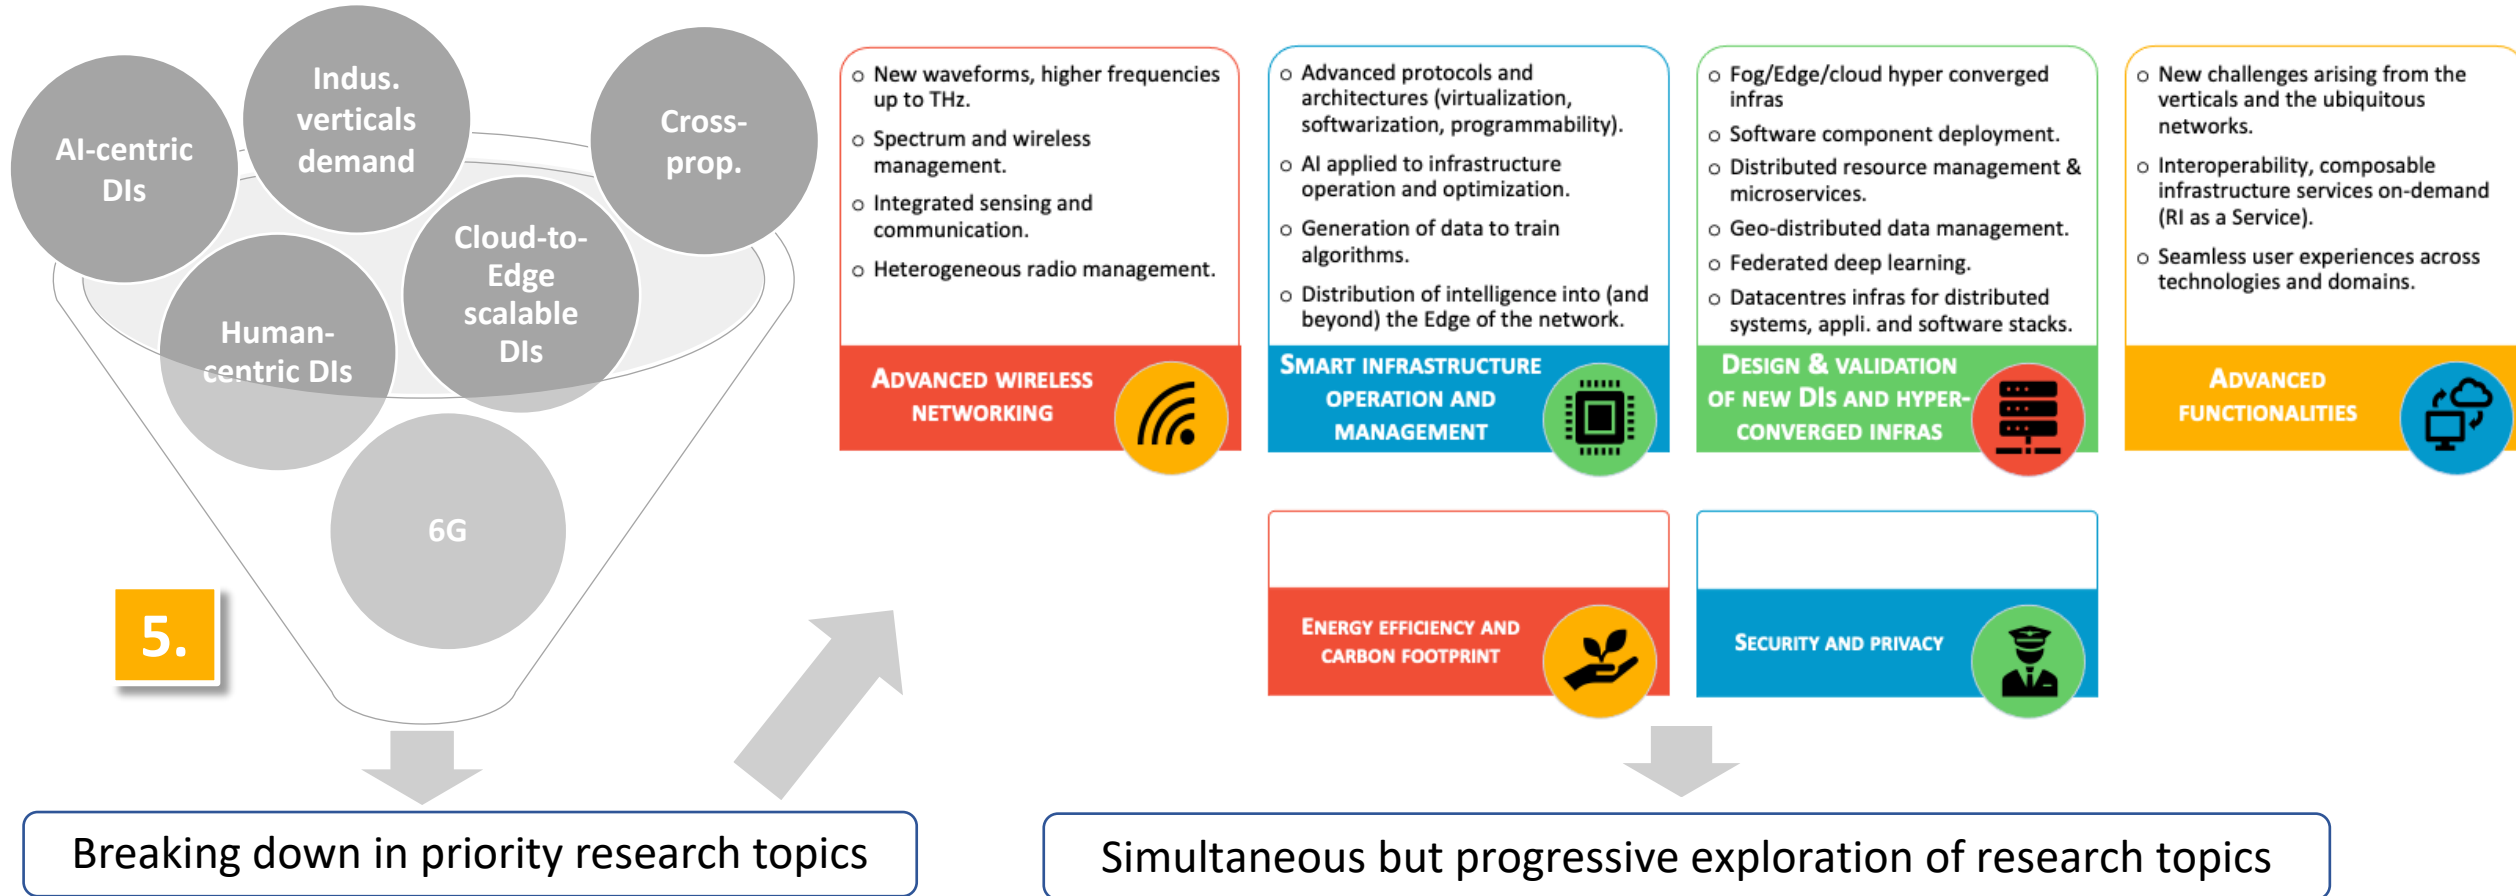 AI-centric
DIs
Indus.
verticals
demand
Cross-
prop.
Human-
centric DIs
Cloud-to-
Edge
scalable
DIs
6G
5.
Breaking down in priority research topics
○ New waveforms, higher frequencies
up to THz.
○ Spectrum and wireless
management.
○ Integrated sensing and
communication.
○ Heterogeneous radio management.
ADVANCED WIRELESS
NETWORKING
○ Advanced protocols and
architectures (virtualization,
softwarization, programmability).
○ AI applied to infrastructure
operation and optimization.
○ Generation of data to train
algorithms.
○ Distribution of intelligence into (and
beyond) the Edge of the network.
SMART INFRASTRUCTURE
OPERATION AND
MANAGEMENT
○ Fog/Edge/cloud hyper converged
infras
○ Software component deployment.
○ Distributed resource management &
microservices.
○ Geo-distributed data management.
○ Federated deep learning.
○ Datacentres infras for distributed
systems, appli. and software stacks.
DESIGN & VALIDATION
OF NEW DIS AND HYPER-
CONVERGED INFRAS
○ New challenges arising from the
verticals and the ubiquitous
networks.
○ Interoperability, composable
infrastructure services on-demand
(RI as a Service).
○ Seamless user experiences across
technologies and domains.
ADVANCED
FUNCTIONALITIES
ENERGY EFFICIENCY AND
CARBON FOOTPRINT
SECURITY AND PRIVACY
Simultaneous but progressive exploration of research topics